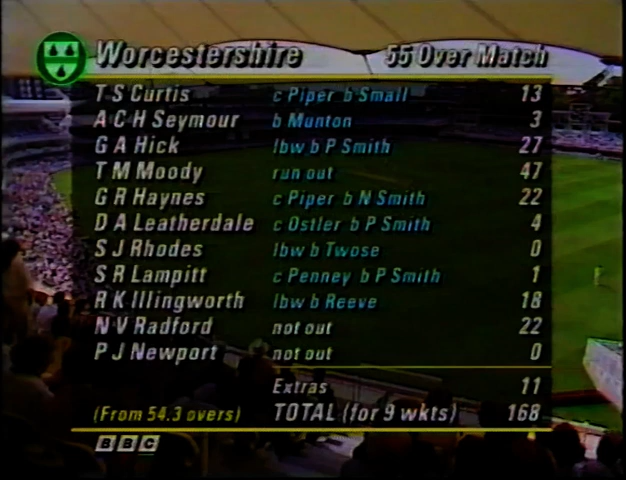 Worcestershire 55 Over Match
T S Curtis c Piper b Small 13
A C H Seymour b Munton 3
G A Hick lbw b P Smith 27
T M Moody run out 47
G R Haynes c Piper b N Smith 22
D A Leatherdale c Ostler b P Smith 4
S J Rhodes lbw b Twose 0
S R Lampitt c Penney b P Smith 1
R K Illingworth lbw b Reeve 18
N V Radford not out 22
P J Newport not out 0
Extras 11
(From 54.3 overs) TOTAL (for 9 wkts) 168
BBC